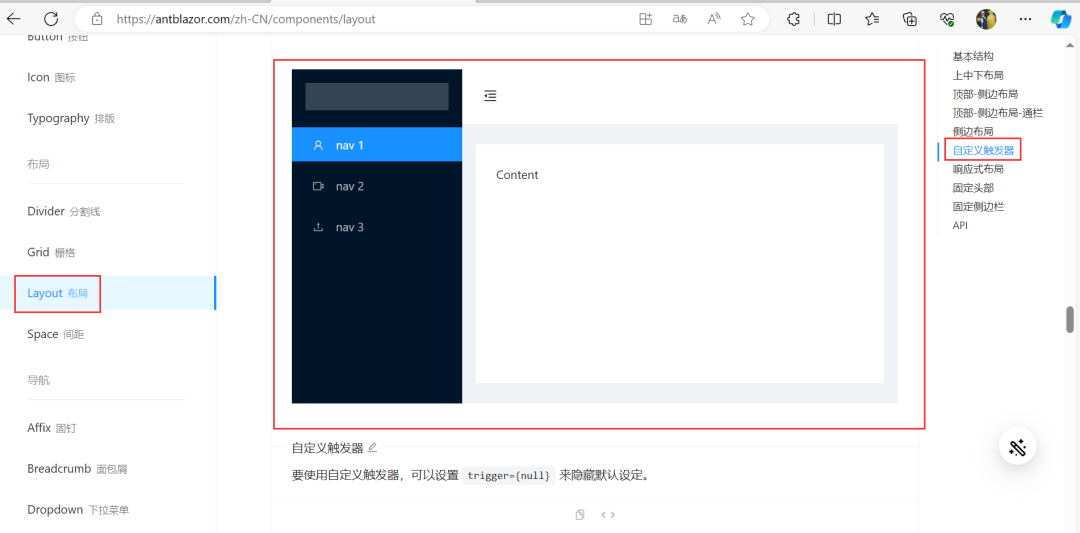 https://antblazor.com/zh-CN/components/layout
Button 按钮
Icon 图标
Typography 排版
布局
Divider 分割线
Grid 栅格
Layout 布局
Space 间距
导航
Affix 固钉
Breadcrumb 面包屑
Dropdown 下拉菜单
nav 1
nav 2
nav 3
Content
自定义触发器
要使用自定义触发器，可以设置 trigger={null} 来隐藏默认设定。
基本结构
上中下布局
顶部-侧边布局
顶部-侧边布局-通栏
侧边布局
自定义触发器
响应式布局
固定头部
固定侧边栏
API